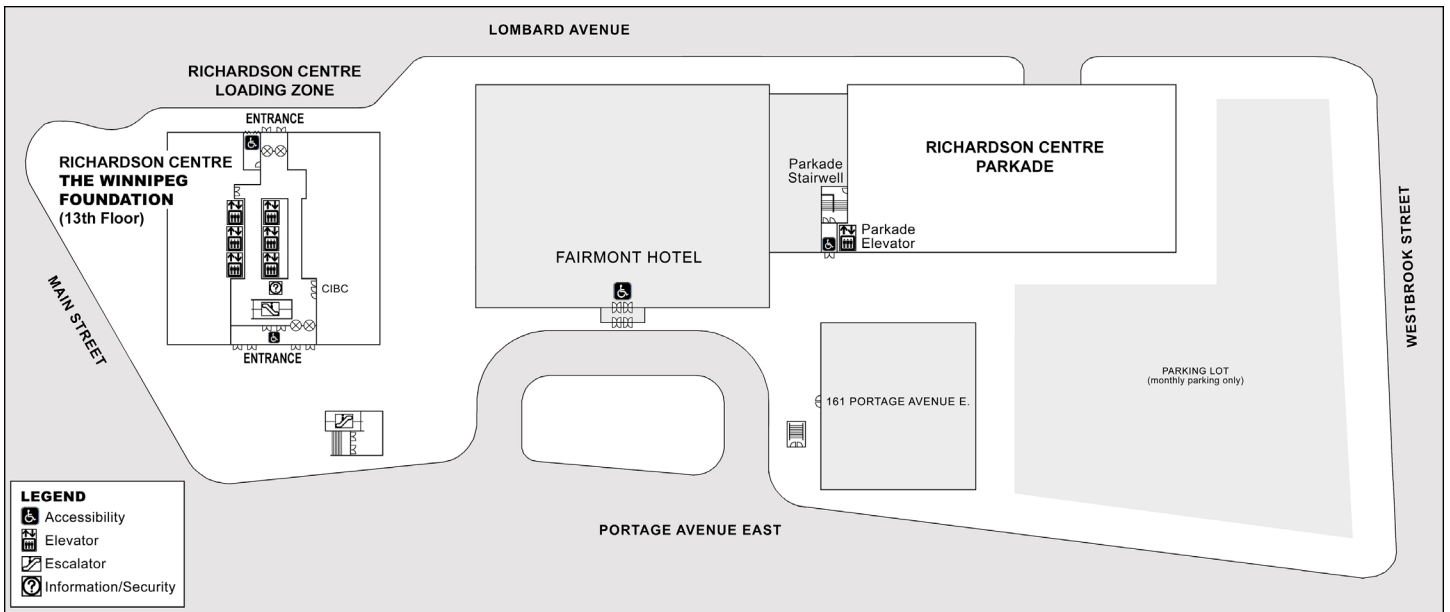 LOMBARD AVENUE
RICHARDSON CENTRE
LOADING ZONE
ENTRANCE
RICHARDSON CENTRE
THE WINNIPEG
FOUNDATION
(13th Floor)
CIBC
ENTRANCE
MAIN STREET
FAIRMONT HOTEL
Parkade
Stairwell
Parkade
Elevator
RICHARDSON CENTRE
PARKADE
WESTBROOK STREET
PARKING LOT
(monthly parking only)
161 PORTAGE AVENUE E.
PORTAGE AVENUE EAST
LEGEND
Accessibility
Elevator
Escalator
? Information/Security